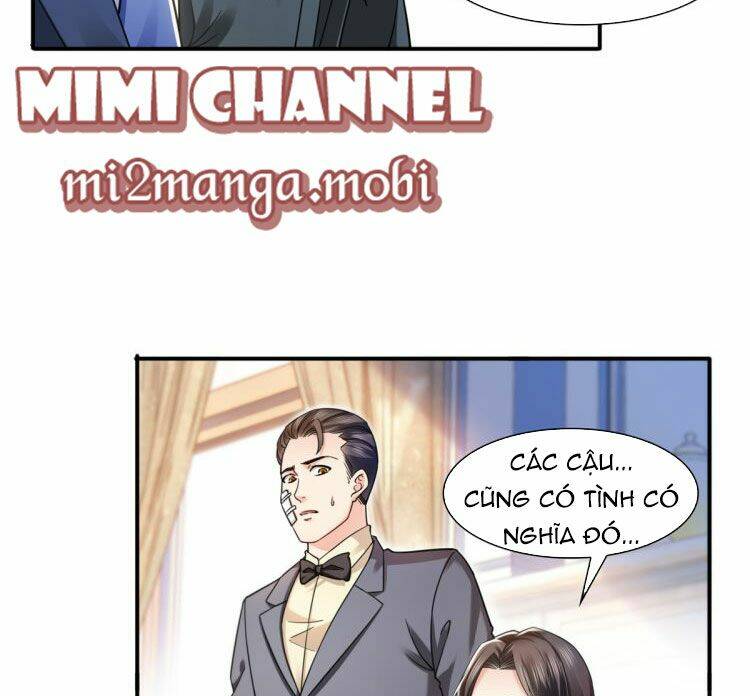 MIMI CHANNEL
mi2manga.mobi
CÁC CẬU...
CŨNG CÓ TÌNH CÓ
NGHĨA ĐÓ...